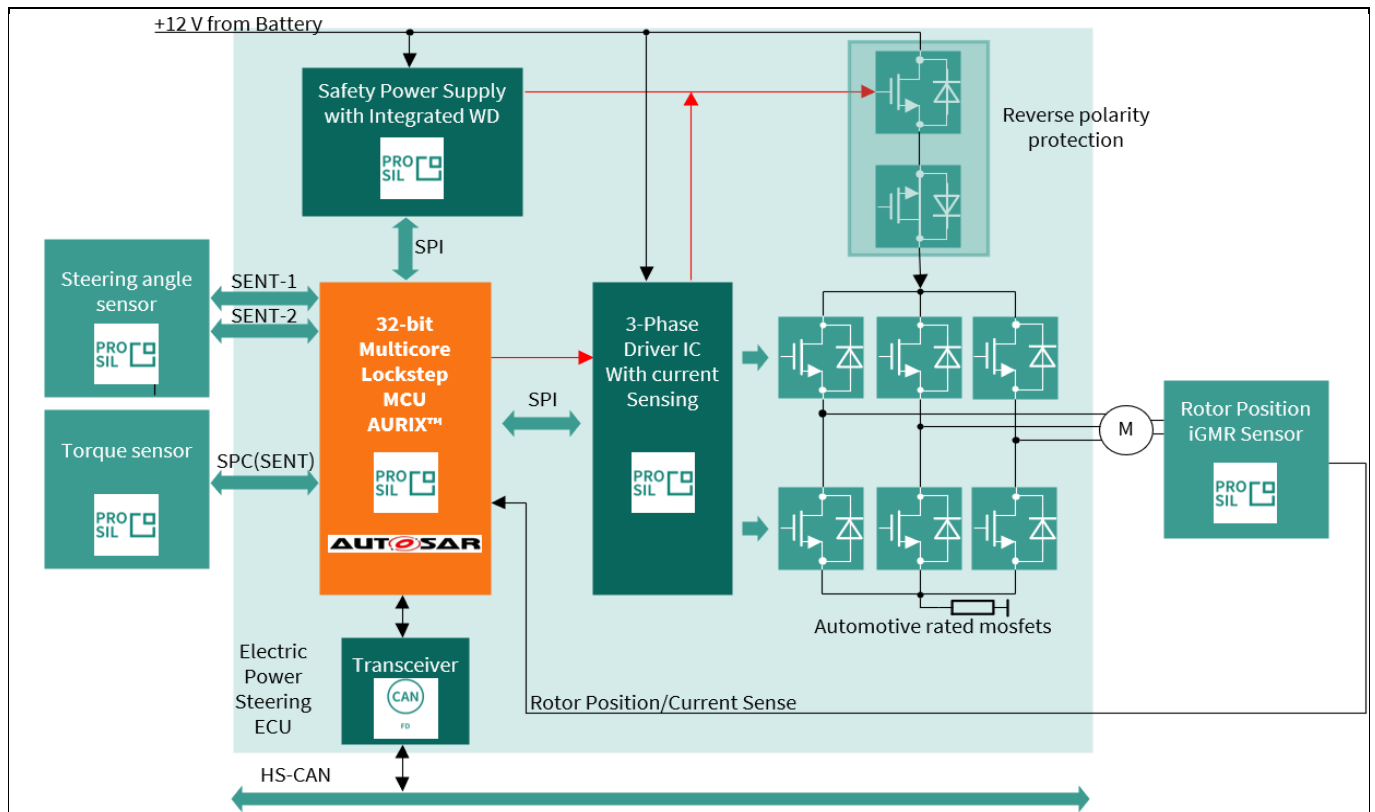 +12 V from Battery
Safety Power Supply
with Integrated WD
PRO
SIL
Reverse polarity
protection
SPI
Steering angle
sensor
PRO
SIL
SENT-1
SENT-2
32-bit
Multicore
Lockstep
MCU
AURIX™
PRO
SIL
AUTOSAR
3-Phase
Driver IC
With current
Sensing
PRO
SIL
SPI
Torque sensor
PRO
SIL
SPC(SENT)
M
Rotor Position
iGMR Sensor
PRO
SIL
Automotive rated mosfets
Electric
Power
Steering
ECU
Transceiver
CAN
FD
Rotor Position/Current Sense
HS-CAN